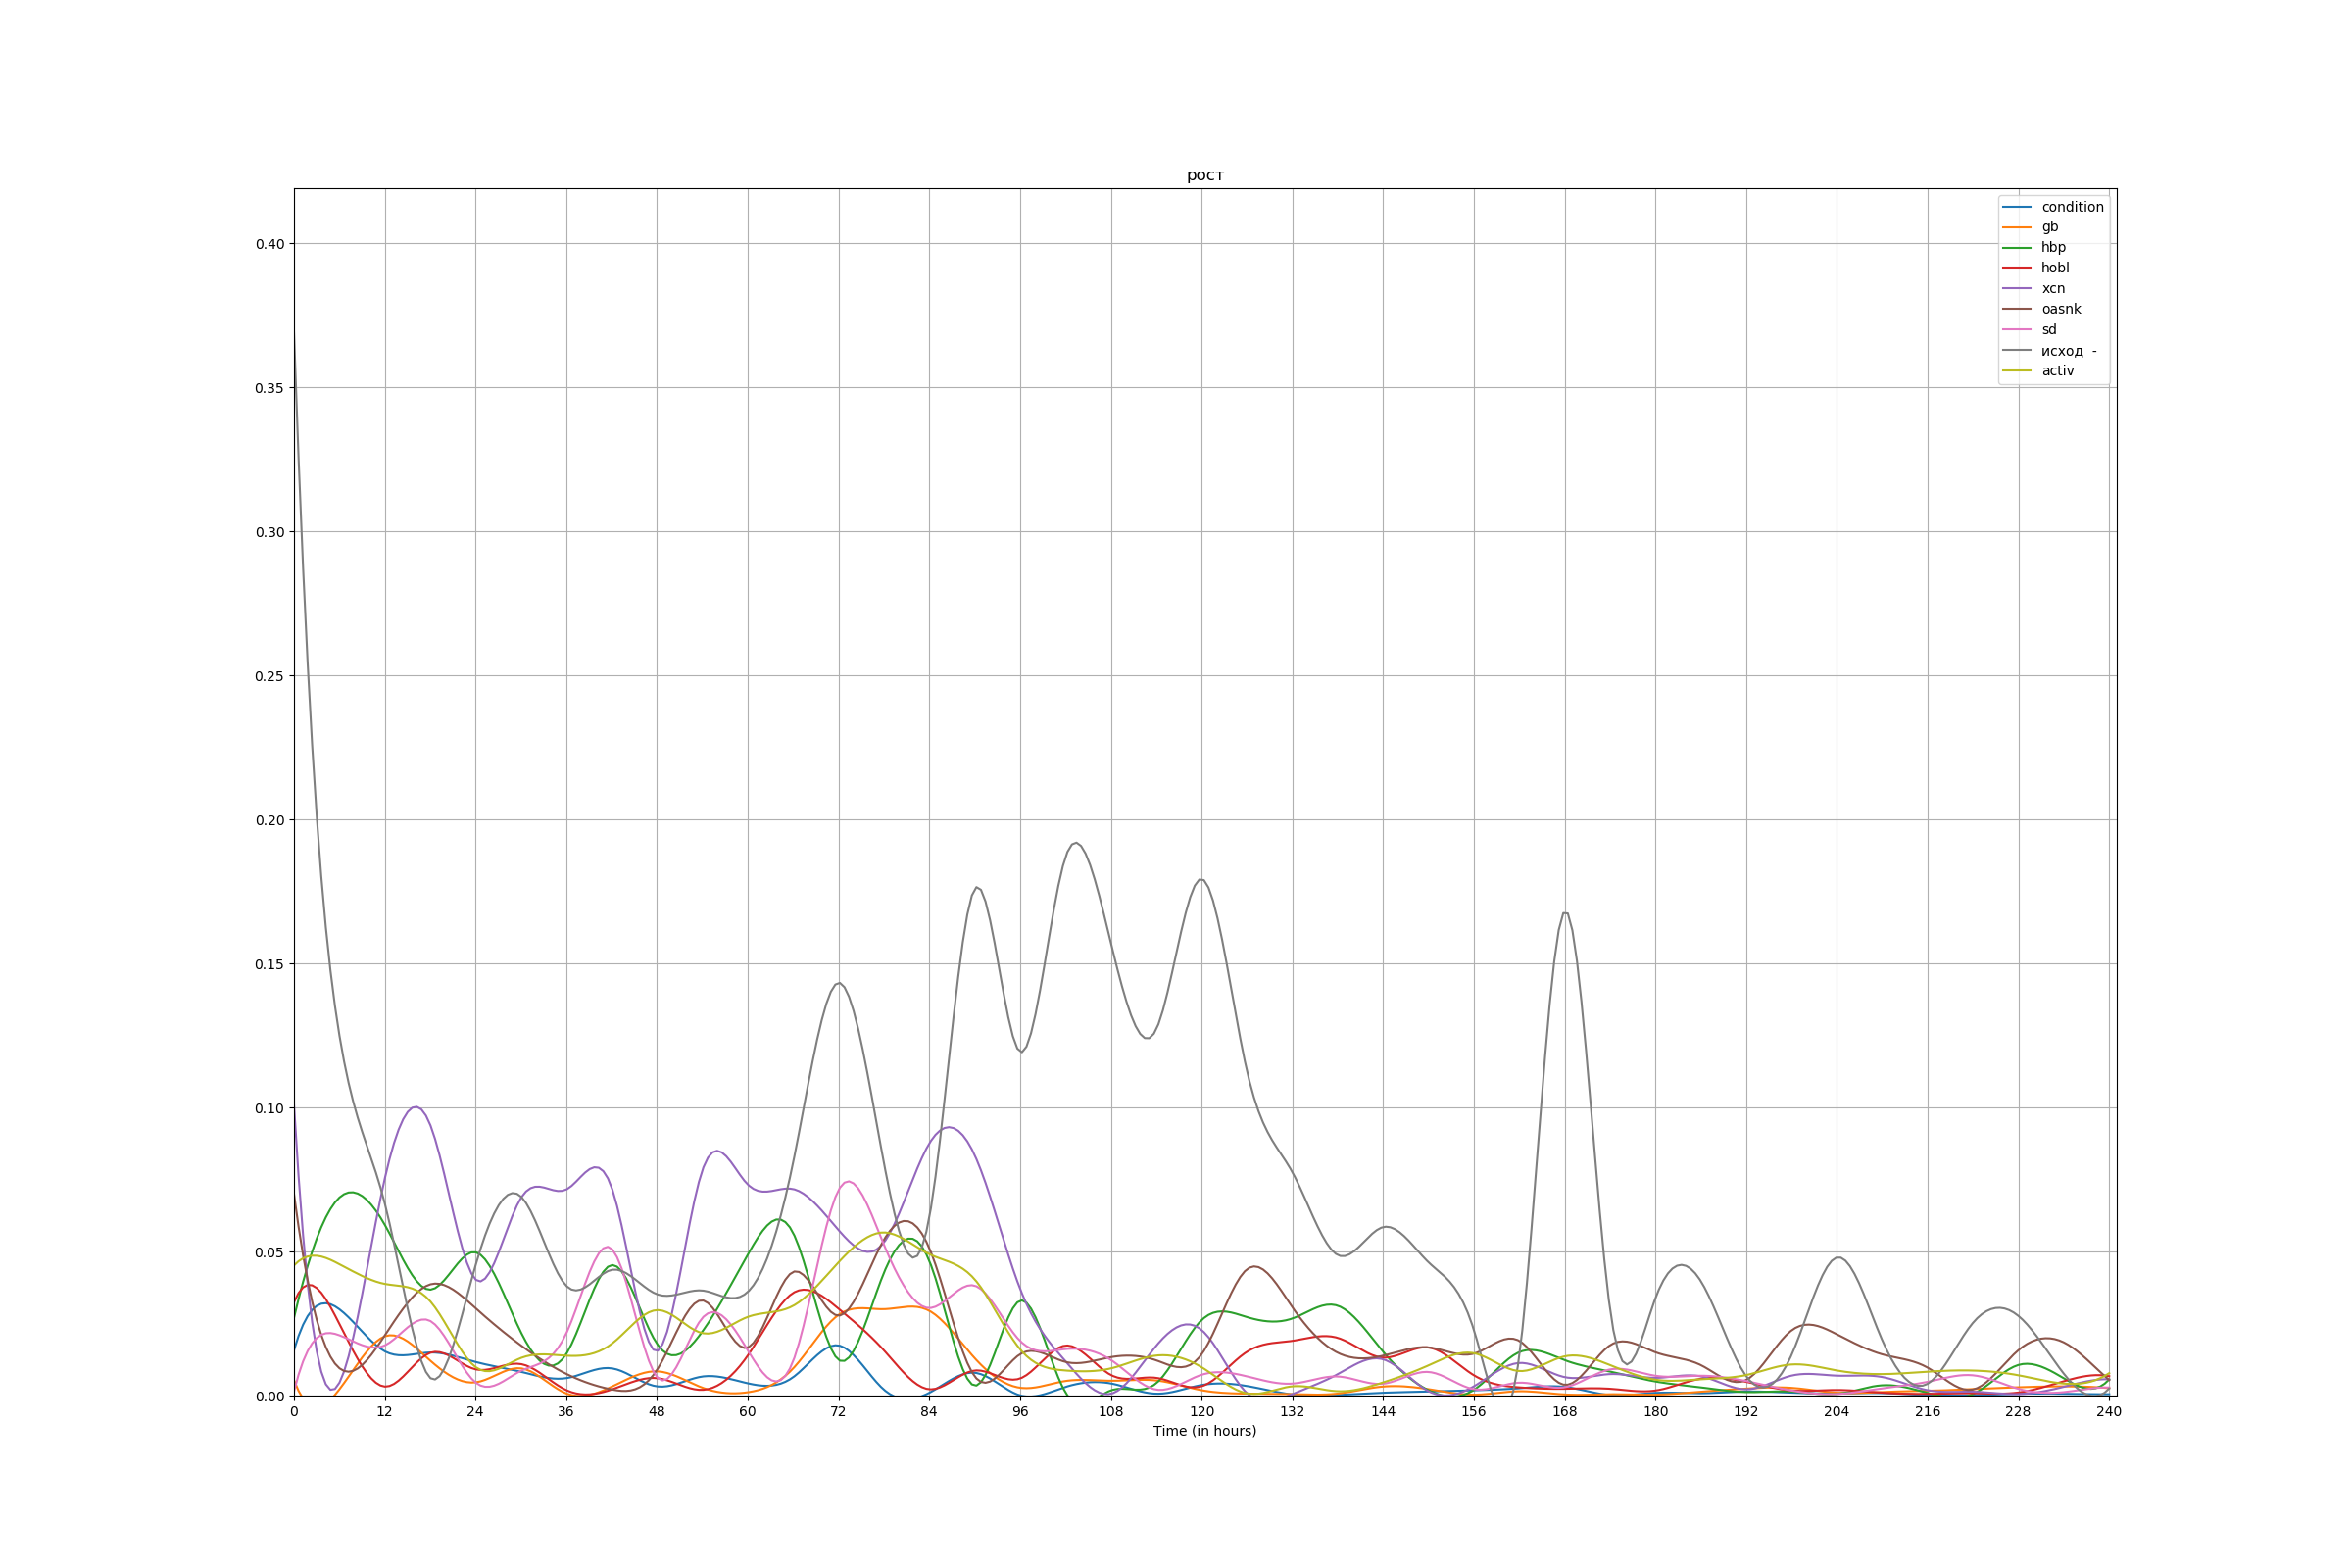 рост
condition
gb
hbp
hobl
xcn
oasnk
sd
исход -
activ
0.40
0.35
0.30
0.25
0.20
0.15
0.10
0.05
0.00
0 12 24 36 48 60 72 84 96 108 120 132 144 156 168 180 192 204 216 228 240
Time (in hours)